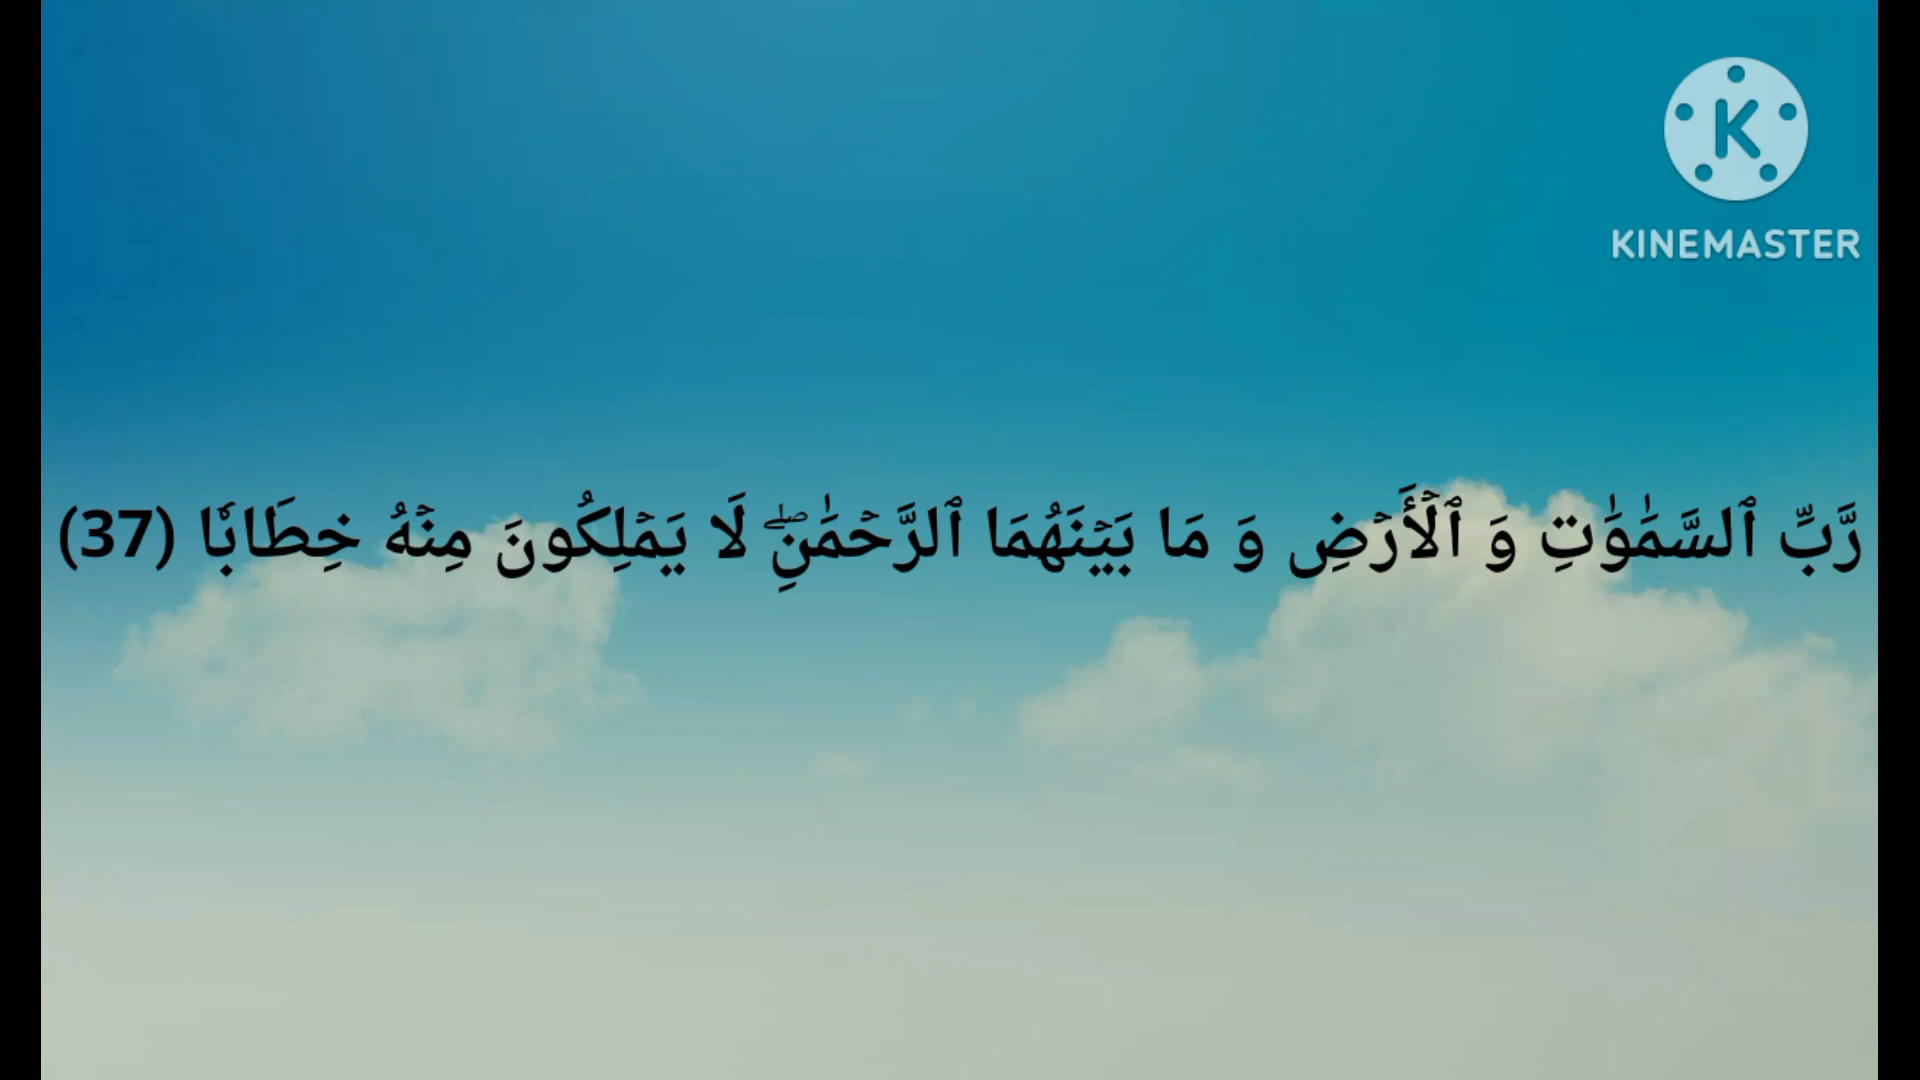 K
KINEMASTER
رَّبِّ ٱلسَّمَٰوَٰتِ وَ ٱلۡأَرۡضِ وَ مَا بَيۡنَهُمَا ٱلرَّحۡمَٰنِۖ لَا يَمۡلِكُونَ مِنۡهُ خِطَابٗا (37)